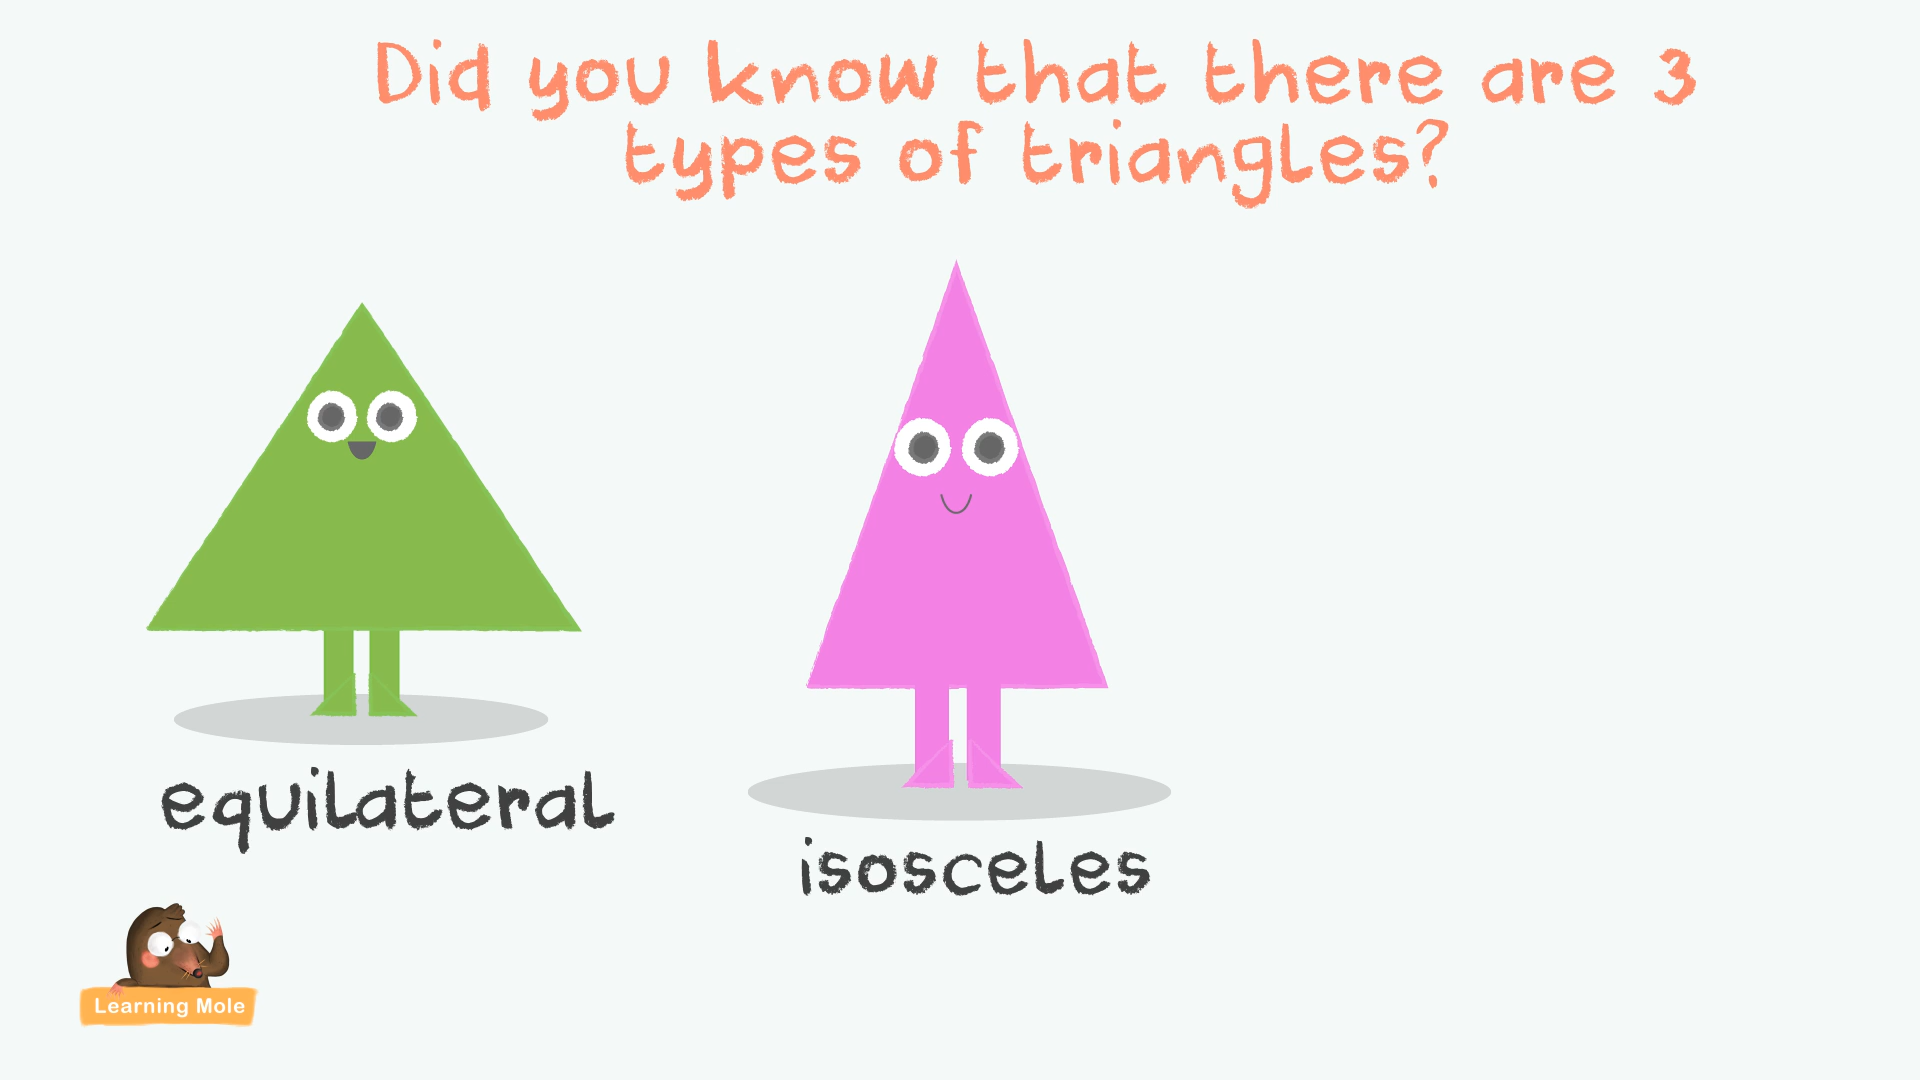 Did you know that there are 3
types of triangles?
equilateral
isosceles
Learning Mole